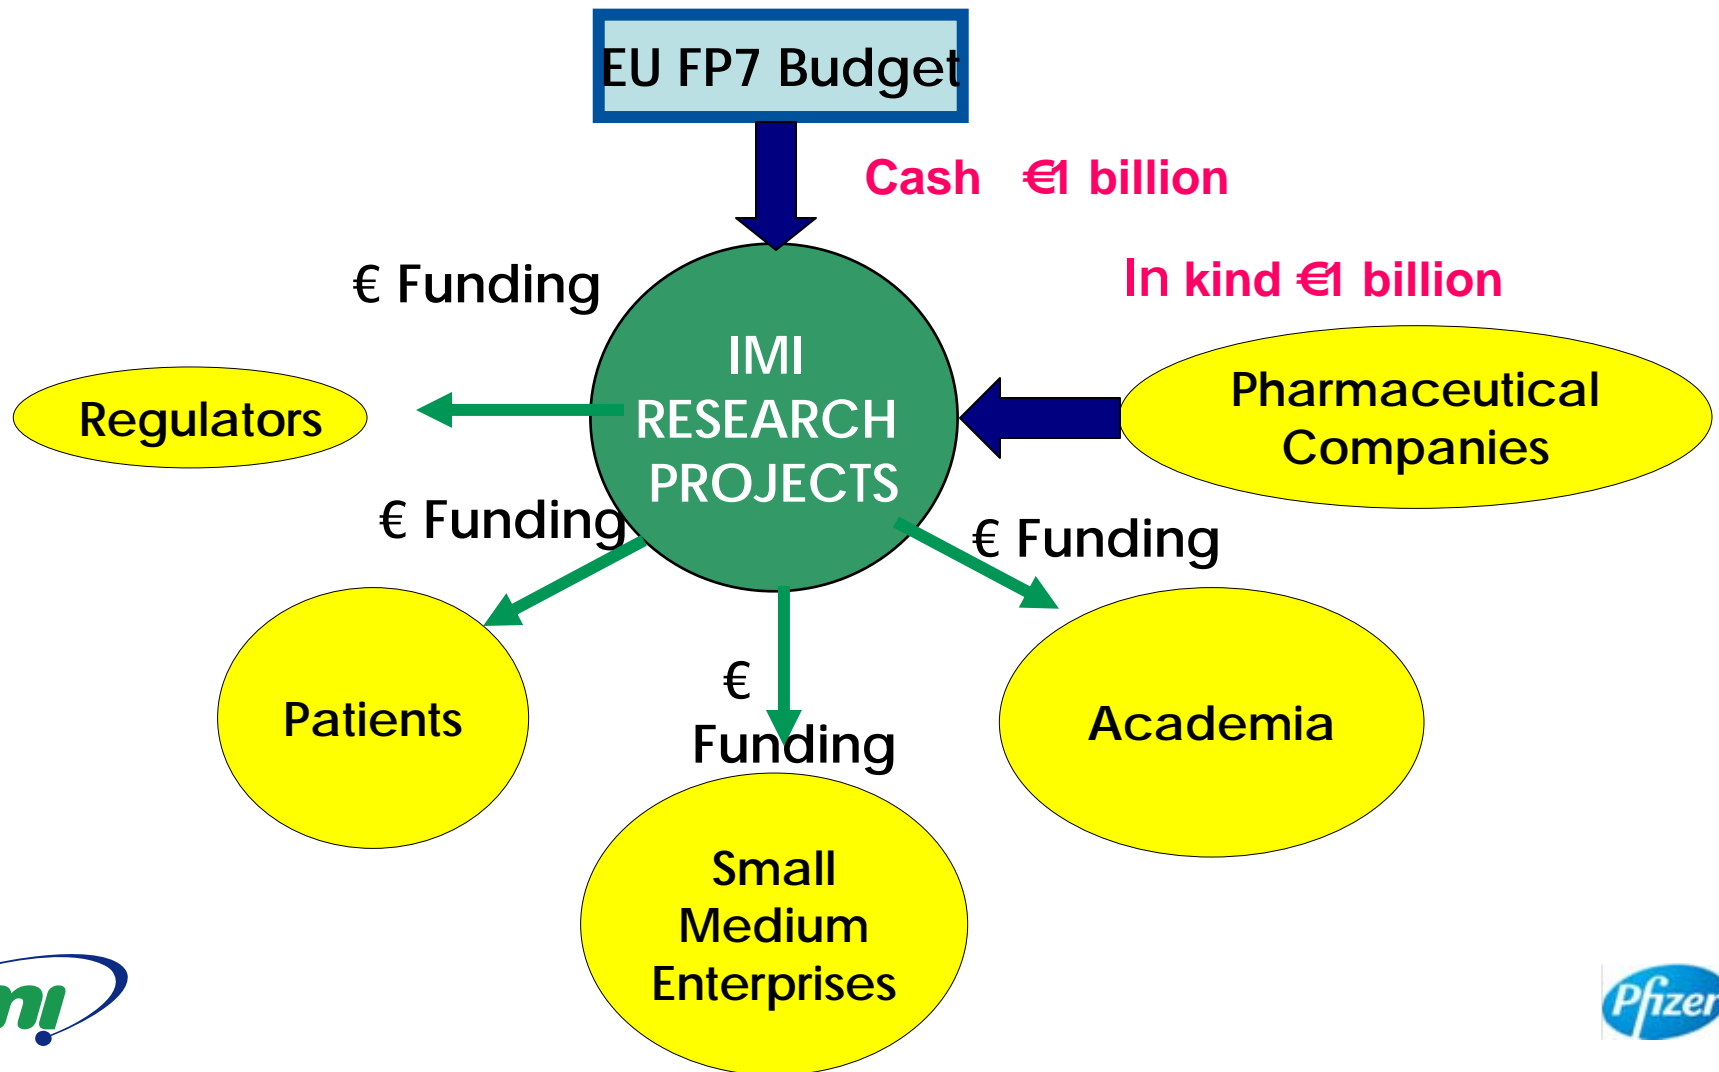 EU FP7 Budget
Cash €1 billion
€ Funding
In kind €1 billion
IMI
RESEARCH
PROJECTS
Pharmaceutical
Companies
Regulators
€ Funding
€ Funding
€
Funding
Patients
Academia
Small
Medium
Enterprises
mi
Pfizer